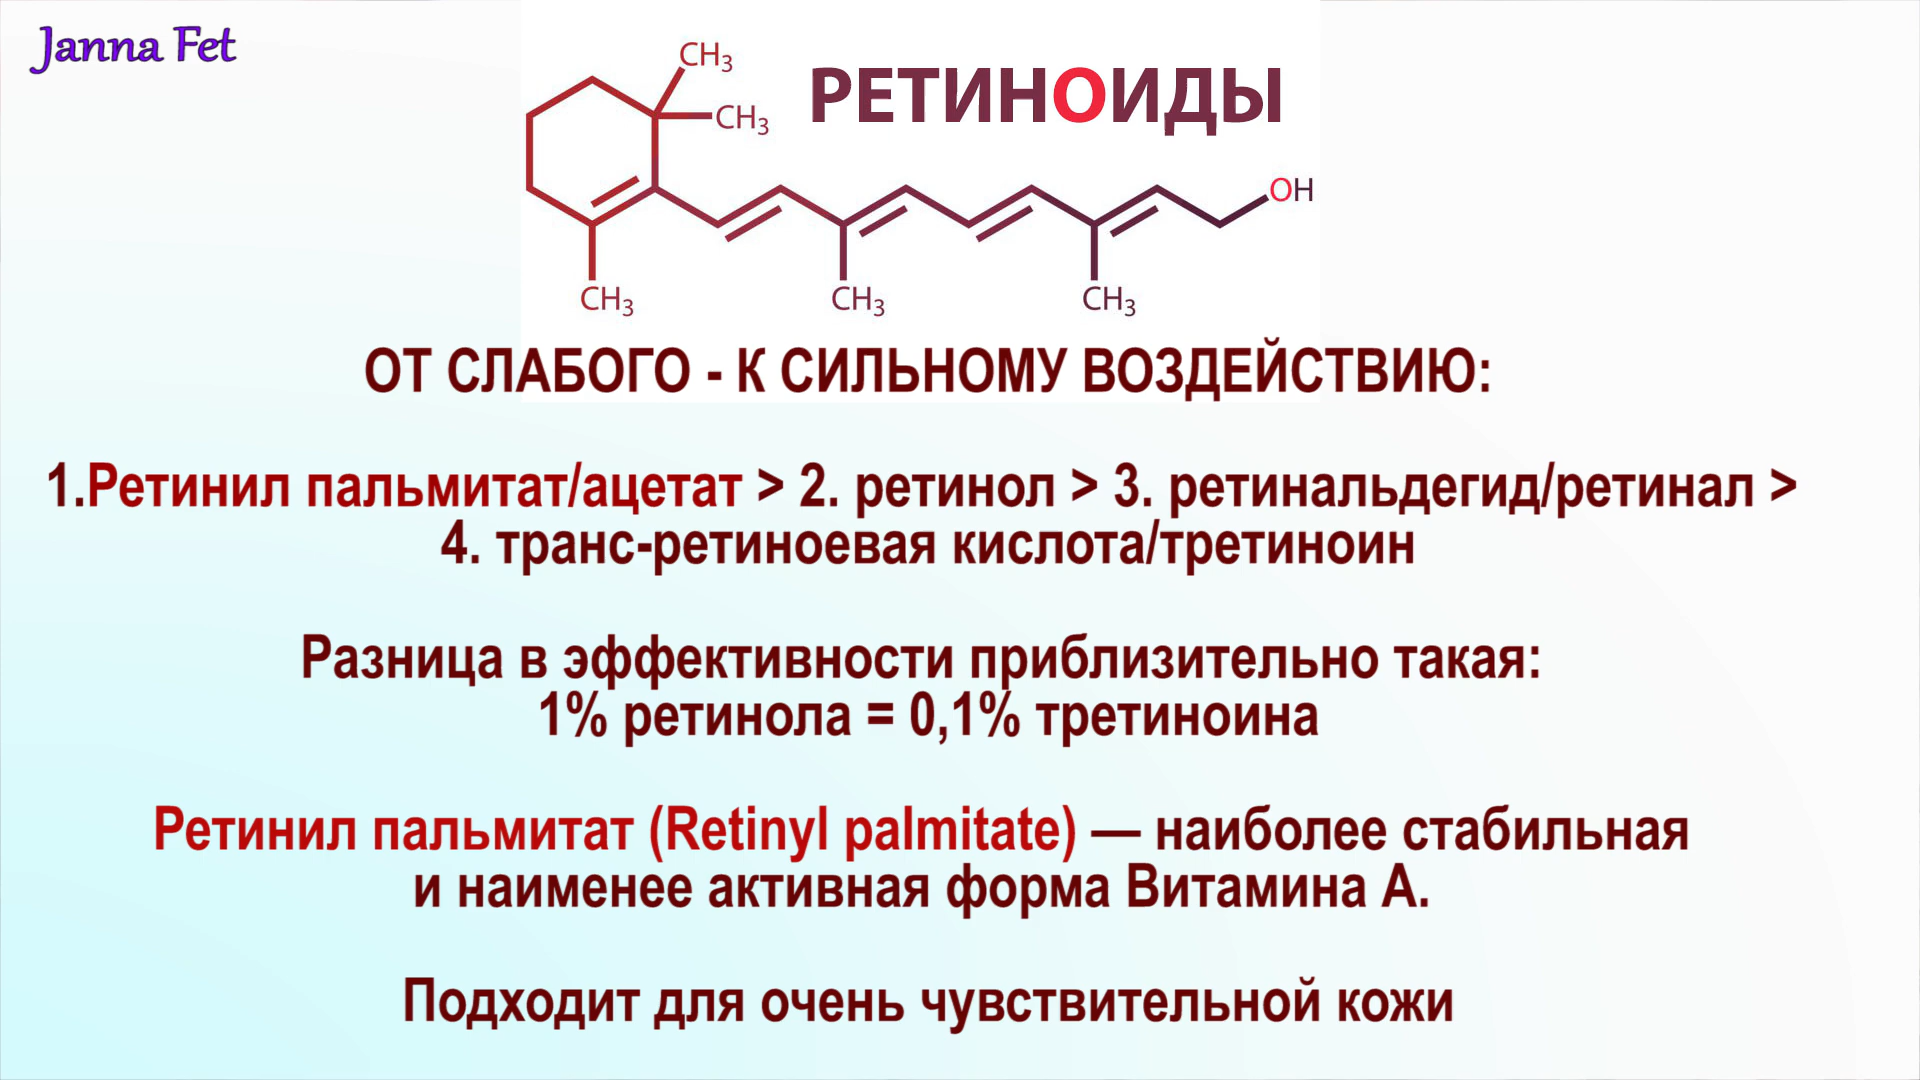 Janna Fet
РЕТИНОИДЫ
CH3
CH3
OH
CH3
CH3
CH3
ОТ СЛАБОГО - К СИЛЬНОМУ ВОЗДЕЙСТВИЮ:
1.Ретинил пальмитат/ацетат > 2. ретинол > 3. ретинальдегид/ретинал >
4. транс-ретиноевая кислота/третиноин
Разница в эффективности приблизительно такая:
1% ретинола = 0,1% третиноина
Ретинил пальмитат (Retinyl palmitate) — наиболее стабильная
и наименее активная форма Витамина А.
Подходит для очень чувствительной кожи